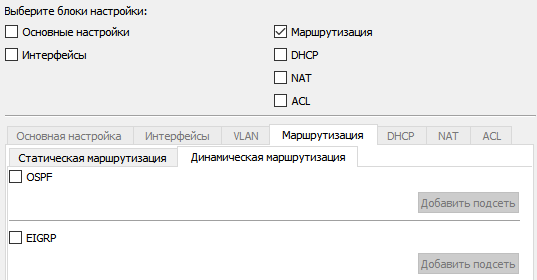 Выберите блоки настройки:
Основные настройки
Маршрутизация
Интерфейсы
DHCP
NAT
ACL
Основная настройка Интерфейсы VLAN Маршрутизация DHCP NAT ACL
Статическая маршрутизация Динамическая маршрутизация
OSPF
Добавить подсеть
EIGRP
Добавить подсеть